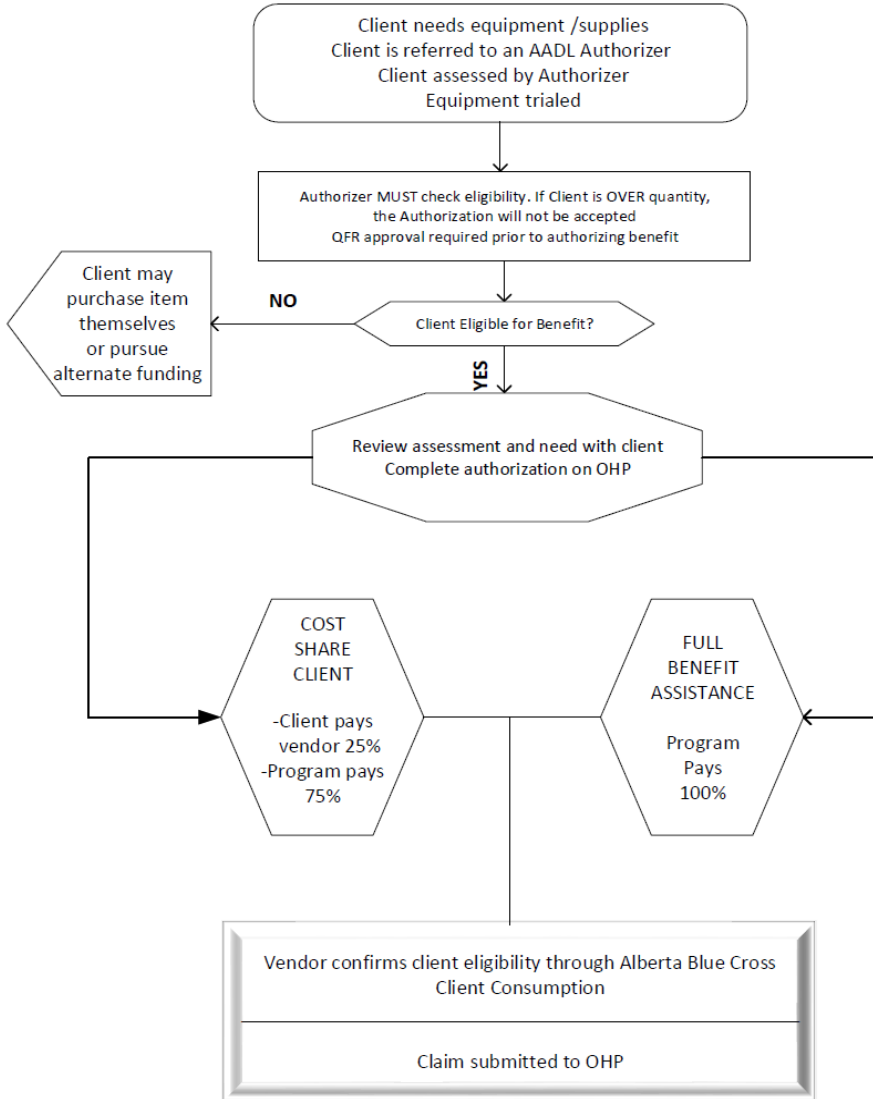 Client needs equipment /supplies
Client is referred to an AADL Authorizer
Client assessed by Authorizer
Equipment trialed
Authorizer MUST check eligibility. If Client is OVER quantity,
the Authorization will not be accepted
QFR approval required prior to authorizing benefit
Client may
purchase item
themselves
or pursue
alternate funding
NO
Client Eligible for Benefit?
YES
Review assessment and need with client
Complete authorization on OHP
COST
SHARE
CLIENT
-Client pays
vendor 25%
-Program pays
75%
FULL
BENEFIT
ASSISTANCE
Program
Pays
100%
Vendor confirms client eligibility through Alberta Blue Cross
Client Consumption
Claim submitted to OHP